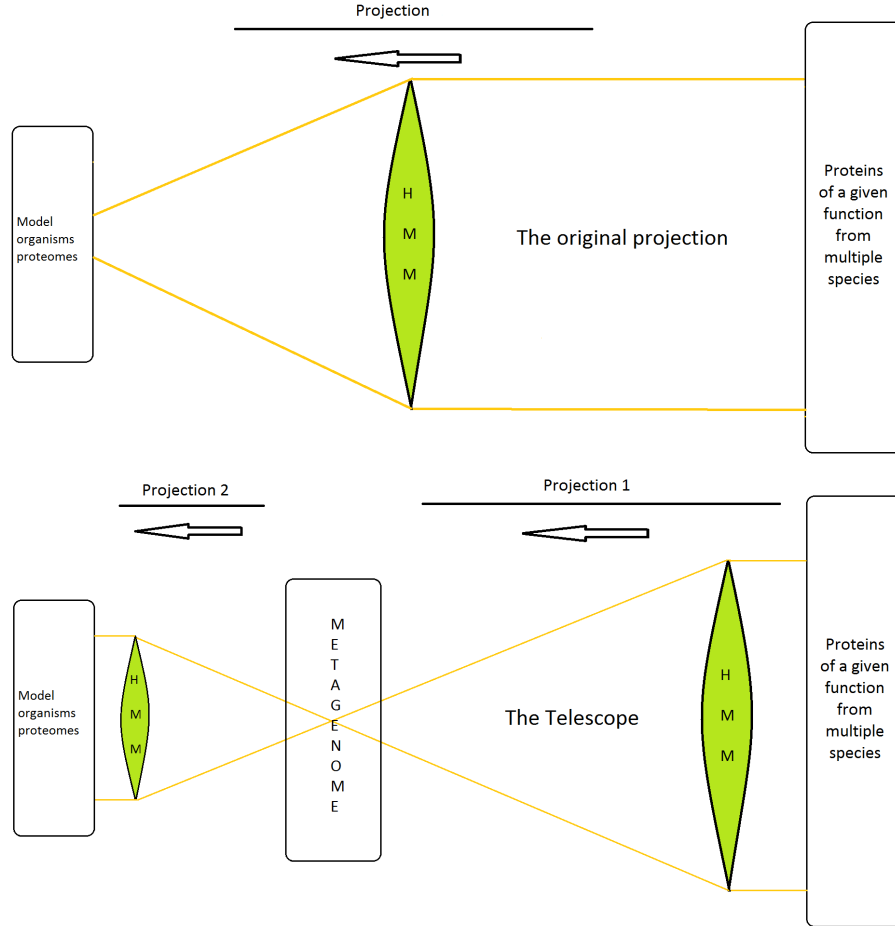 Projection
Model
organisms
proteomes
H
M
M
The original projection
Proteins
of a given
function
from
multiple
species
Projection 2
Projection 1
Model
organisms
proteomes
H
M
M
M
E
T
A
G
E
N
O
M
E
The Telescope
H
M
M
Proteins
of a given
function
from
multiple
species